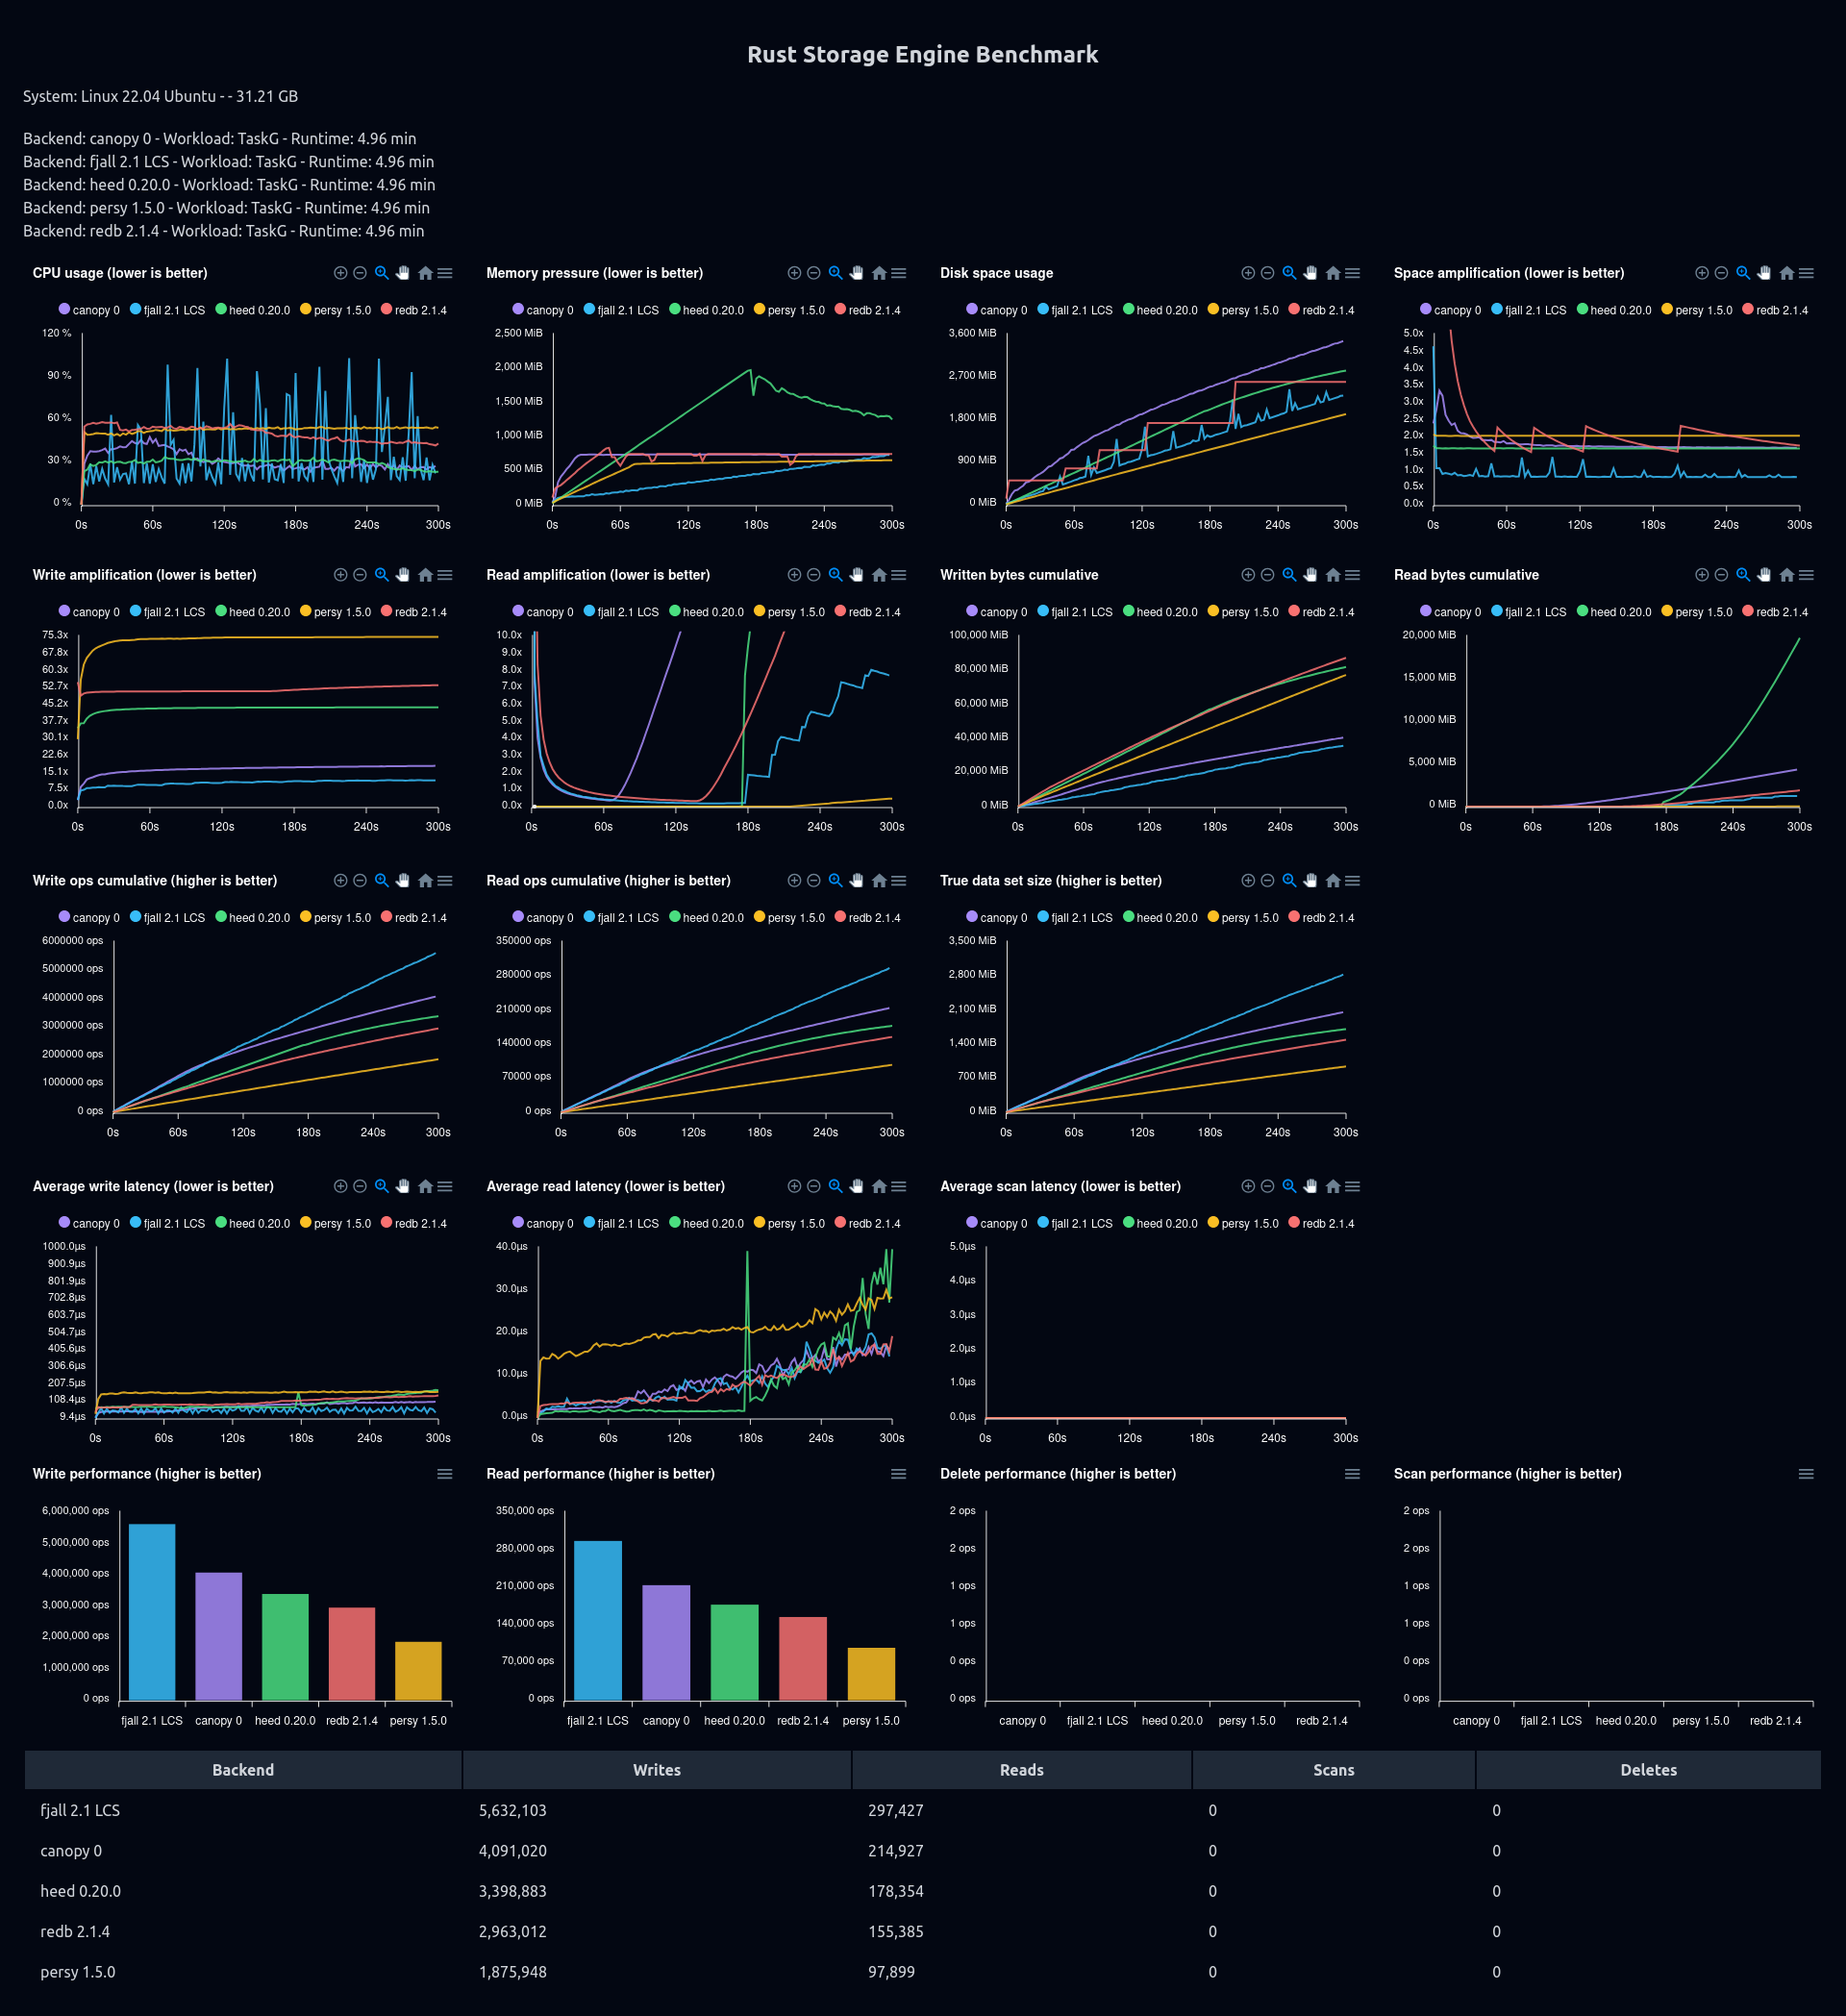 Rust Storage Engine Benchmark
System: Linux 22.04 Ubuntu - - 31.21 GB
Backend: canopy 0 - Workload: TaskG - Runtime: 4.96 min
Backend: fjall 2.1 LCS - Workload: TaskG - Runtime: 4.96 min
Backend: heed 0.20.0 - Workload: TaskG - Runtime: 4.96 min
Backend: persy 1.5.0 - Workload: TaskG - Runtime: 4.96 min
Backend: redb 2.1.4 - Workload: TaskG - Runtime: 4.96 min
CPU usage (lower is better)
canopy 0 fjall 2.1 LCS heed 0.20.0 persy 1.5.0 redb 2.1.4
120 %
90 %
60 %
30 %
0 %
0s 60s 120s 180s 240s 300s
Memory pressure (lower is better)
canopy 0 fjall 2.1 LCS heed 0.20.0 persy 1.5.0 redb 2.1.4
2,500 MiB
2,000 MiB
1,500 MiB
1,000 MiB
500 MiB
0 MiB
0s 60s 120s 180s 240s 300s
Disk space usage
canopy 0 fjall 2.1 LCS heed 0.20.0 persy 1.5.0 redb 2.1.4
3,600 MiB
2,700 MiB
1,800 MiB
900 MiB
0 MiB
0s 60s 120s 180s 240s 300s
Space amplification (lower is better)
canopy 0 fjall 2.1 LCS heed 0.20.0 persy 1.5.0 redb 2.1.4
5.0x
4.5x
4.0x
3.5x
3.0x
2.5x
2.0x
1.5x
1.0x
0.5x
0.0x
0s 60s 120s 180s 240s 300s
Write amplification (lower is better)
canopy 0 fjall 2.1 LCS heed 0.20.0 persy 1.5.0 redb 2.1.4
75.3x
67.8x
60.3x
52.7x
45.2x
37.7x
30.1x
22.6x
15.1x
7.5x
0.0x
0s 60s 120s 180s 240s 300s
Read amplification (lower is better)
canopy 0 fjall 2.1 LCS heed 0.20.0 persy 1.5.0 redb 2.1.4
10.0x
9.0x
8.0x
7.0x
6.0x
5.0x
4.0x
3.0x
2.0x
1.0x
0.0x
0s 60s 120s 180s 240s 300s
Written bytes cumulative
canopy 0 fjall 2.1 LCS heed 0.20.0 persy 1.5.0 redb 2.1.4
100,000 MiB
80,000 MiB
60,000 MiB
40,000 MiB
20,000 MiB
0 MiB
0s 60s 120s 180s 240s 300s
Read bytes cumulative
canopy 0 fjall 2.1 LCS heed 0.20.0 persy 1.5.0 redb 2.1.4
20,000 MiB
15,000 MiB
10,000 MiB
5,000 MiB
0 MiB
0s 60s 120s 180s 240s 300s
Write ops cumulative (higher is better)
canopy 0 fjall 2.1 LCS heed 0.20.0 persy 1.5.0 redb 2.1.4
6000000 ops
5000000 ops
4000000 ops
3000000 ops
2000000 ops
1000000 ops
0 ops
0s 60s 120s 180s 240s 300s
Read ops cumulative (higher is better)
canopy 0 fjall 2.1 LCS heed 0.20.0 persy 1.5.0 redb 2.1.4
350000 ops
280000 ops
210000 ops
140000 ops
70000 ops
0 ops
0s 60s 120s 180s 240s 300s
True data set size (higher is better)
canopy 0 fjall 2.1 LCS heed 0.20.0 persy 1.5.0 redb 2.1.4
3,500 MiB
2,800 MiB
2,100 MiB
1,400 MiB
700 MiB
0 MiB
0s 60s 120s 180s 240s 300s
Average write latency (lower is better)
canopy 0 fjall 2.1 LCS heed 0.20.0 persy 1.5.0 redb 2.1.4
1000.0µs
900.9µs
801.9µs
702.8µs
603.7µs
504.7µs
405.6µs
306.6µs
207.5µs
108.4µs
9.4µs
0s 60s 120s 180s 240s 300s
Average read latency (lower is better)
canopy 0 fjall 2.1 LCS heed 0.20.0 persy 1.5.0 redb 2.1.4
40.0µs
30.0µs
20.0µs
10.0µs
0.0µs
0s 60s 120s 180s 240s 300s
Average scan latency (lower is better)
canopy 0 fjall 2.1 LCS heed 0.20.0 persy 1.5.0 redb 2.1.4
5.0µs
4.0µs
3.0µs
2.0µs
1.0µs
0.0µs
0s 60s 120s 180s 240s 300s
Write performance (higher is better)
6,000,000 ops
5,000,000 ops
4,000,000 ops
3,000,000 ops
2,000,000 ops
1,000,000 ops
0 ops
fjall 2.1 LCS canopy 0 heed 0.20.0 redb 2.1.4 persy 1.5.0
Read performance (higher is better)
350,000 ops
280,000 ops
210,000 ops
140,000 ops
70,000 ops
0 ops
fjall 2.1 LCS canopy 0 heed 0.20.0 redb 2.1.4 persy 1.5.0
Delete performance (higher is better)
2 ops
2 ops
1 ops
1 ops
0 ops
0 ops
canopy 0 fjall 2.1 LCS heed 0.20.0 persy 1.5.0 redb 2.1.4
Scan performance (higher is better)
2 ops
2 ops
1 ops
1 ops
0 ops
0 ops
canopy 0 fjall 2.1 LCS heed 0.20.0 persy 1.5.0 redb 2.1.4
Backend Writes Reads Scans Deletes
fjall 2.1 LCS 5,632,103 297,427 0 0
canopy 0 4,091,020 214,927 0 0
heed 0.20.0 3,398,883 178,354 0 0
redb 2.1.4 2,963,012 155,385 0 0
persy 1.5.0 1,875,948 97,899 0 0